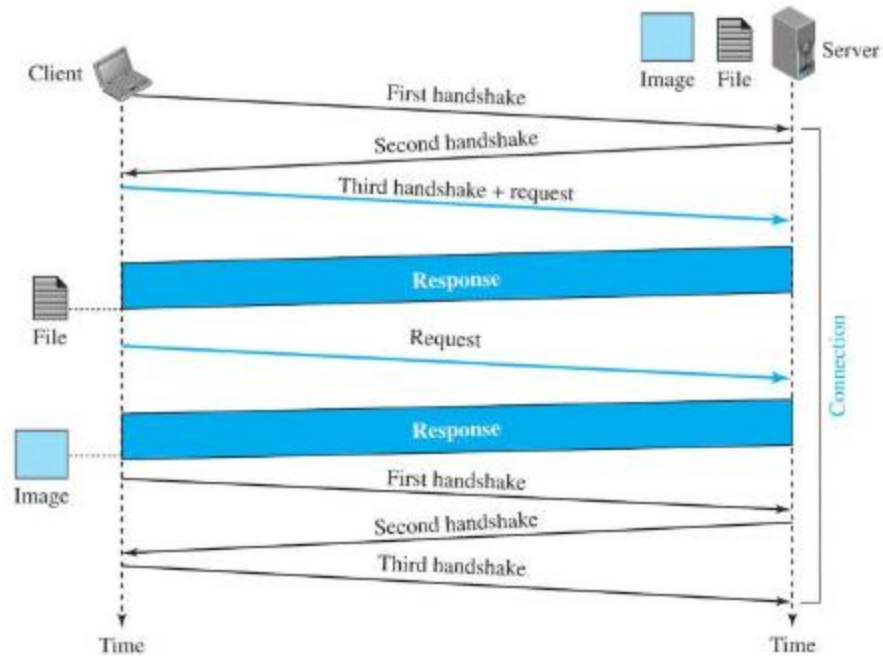 Client
Image
File
Server
First handshake
Second handshake
Third handshake + request
Response
File
Request
Connection
Response
Image
First handshake
Second handshake
Third handshake
Time
Time